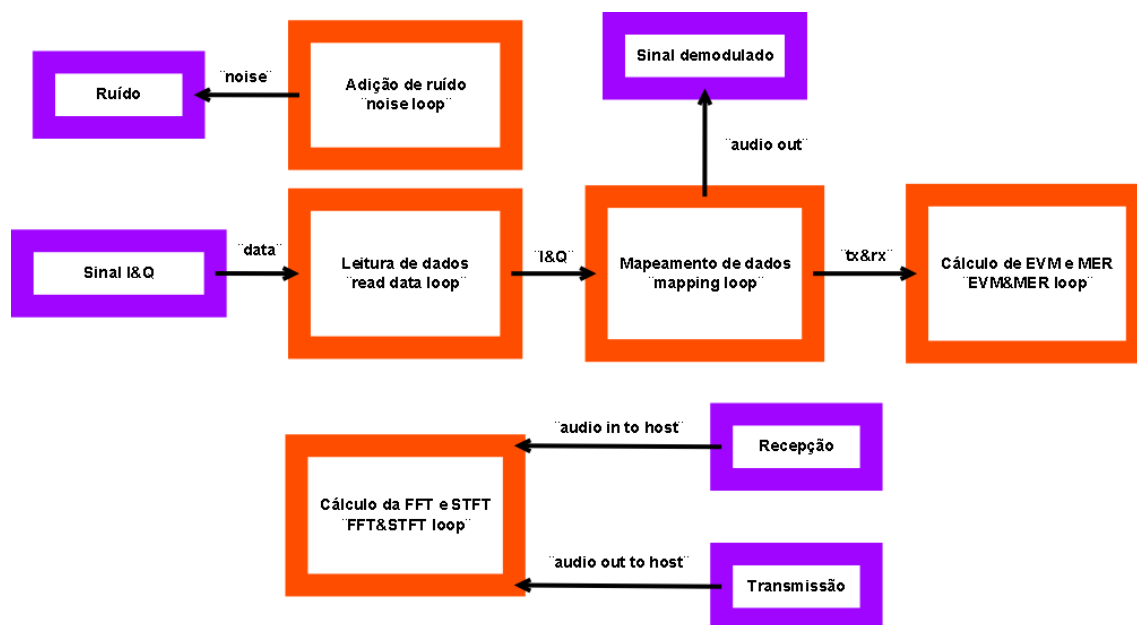 Sinal demodulado
¨noise¨
Ruído
Adição de ruído
¨noise loop¨
¨audio out¨
¨data¨
Sinal I&Q
Leitura de dados
¨read data loop¨
¨I&Q¨
Mapeamento de dados
¨mapping loop¨
¨tx&rx¨
Cálculo de EVM e MER
¨EVM&MER loop¨
¨audio in to host¨
Recepção
Cálculo da FFT e STFT
¨FFT&STFT loop¨
¨audio out to host¨
Transmissão